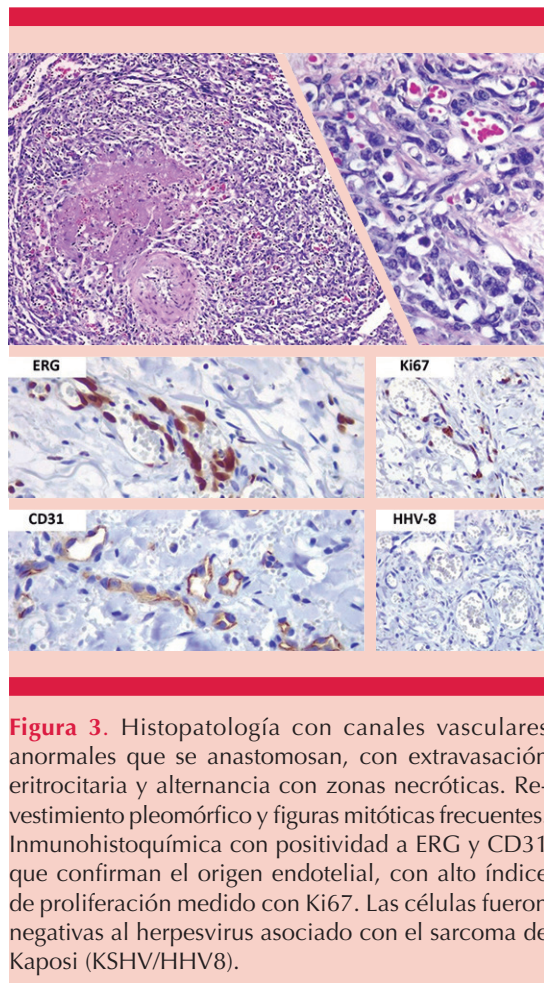 ERG
Ki67
CD31
HHV-8
Figura 3. Histopatología con canales vasculares
anormales que se anastomosan, con extravasación
eritrocitaria y alternancia con zonas necróticas. Re-
vestimiento pleomórfico y figuras mitóticas frecuentes
Inmunohistoquímica con positividad a ERG y CD31
que confirman el origen endotelial, con alto índice
de proliferación medido con Ki67. Las células fueron
negativas al herpesvirus asociado con el sarcoma de
Kaposi (KSHV/HHV8).